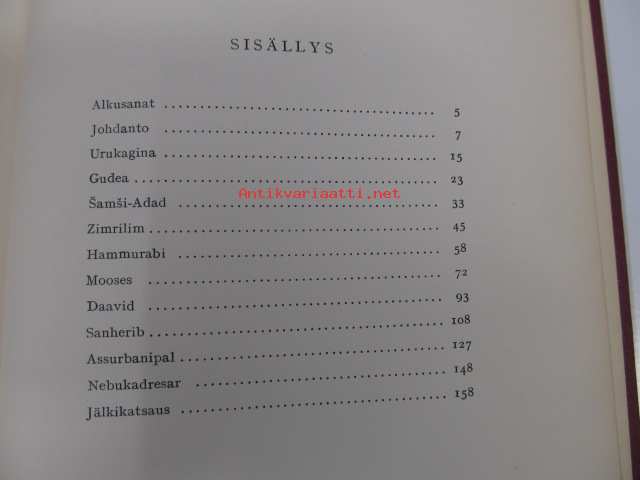 SISÄLLYS
Alkusanat ........................................ 5
Johdanto ........................................ 7
Urukagina ........................................ 15
Gudea ........................................ 23
Antikvariaatti.net
Šamši-Adad ........................................ 33
Zimrilim ........................................ 45
Hammurabi ........................................ 58
Mooses ........................................ 72
Daavid ........................................ 93
Sanherib ........................................ 108
Assurbanipal ........................................ 127
Nebukadresar ........................................ 148
Jälkikatsaus ........................................ 158